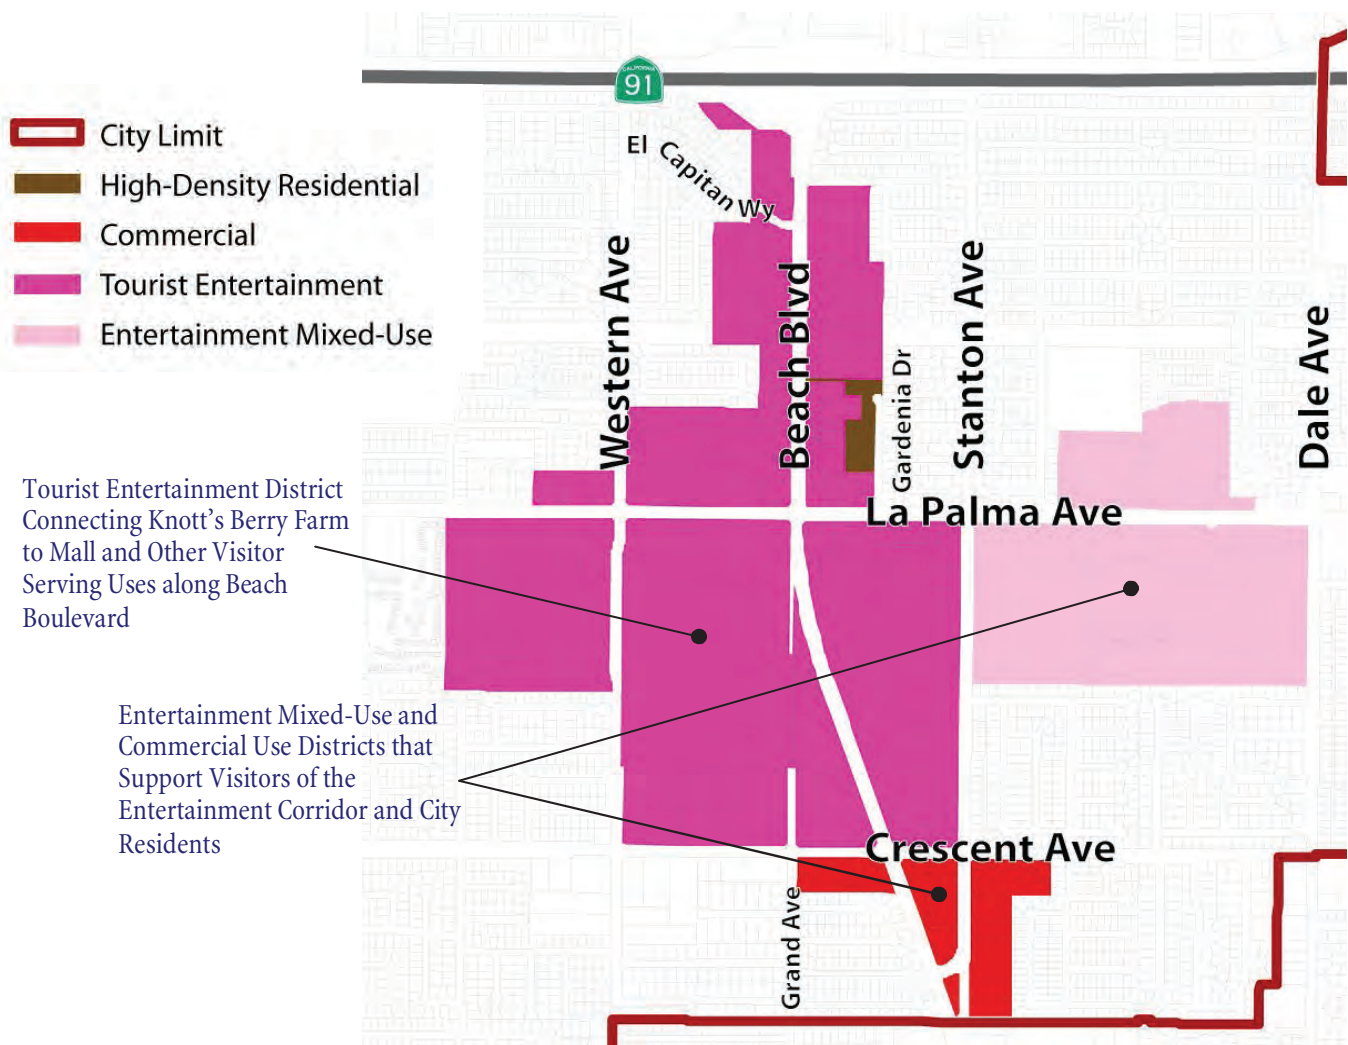 CALIFORNIA
91
City Limit
High-Density Residential
Commercial
Tourist Entertainment
Entertainment Mixed-Use
El Capitan Wy
Western Ave
Beach Blvd
Gardenia Dr
Stanton Ave
Dale Ave
La Palma Ave
Tourist Entertainment District
Connecting Knott’s Berry Farm
to Mall and Other Visitor
Serving Uses along Beach
Boulevard
Entertainment Mixed-Use and
Commercial Use Districts that
Support Visitors of the
Entertainment Corridor and City
Residents
Crescent Ave
Grand Ave